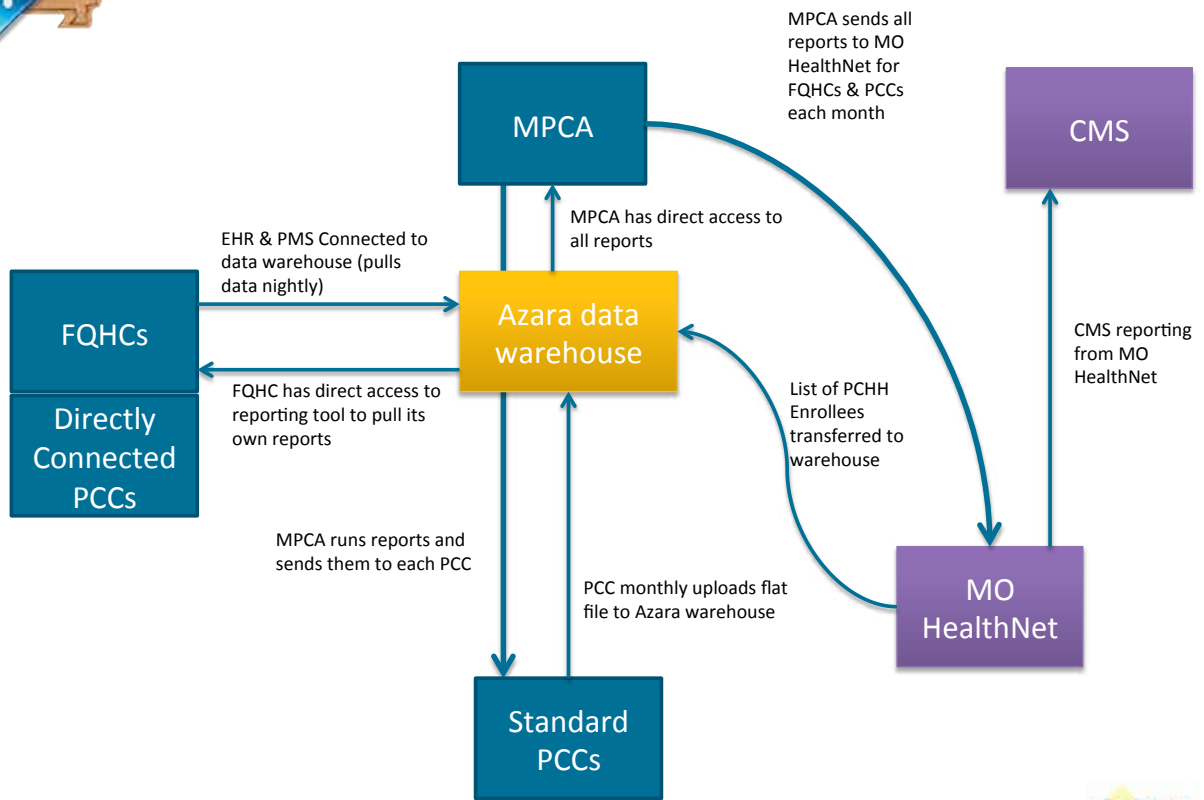 MPCA sends all
reports to MO
HealthNet for
FQHCs & PCCs
each month
MPCA
CMS
MPCA has direct access to
all reports
EHR & PMS Connected to
data warehouse (pulls
data nightly)
FQHCs
Azara data
warehouse
CMS reporting
from MO
HealthNet
FQHC has direct access to
reporting tool to pull its
own reports
List of PCHH
Enrollees
transferred to
warehouse
Directly
Connected
PCCs
MPCA runs reports and
sends them to each PCC
PCC monthly uploads flat
file to Azara warehouse
MO
HealthNet
Standard
PCCs